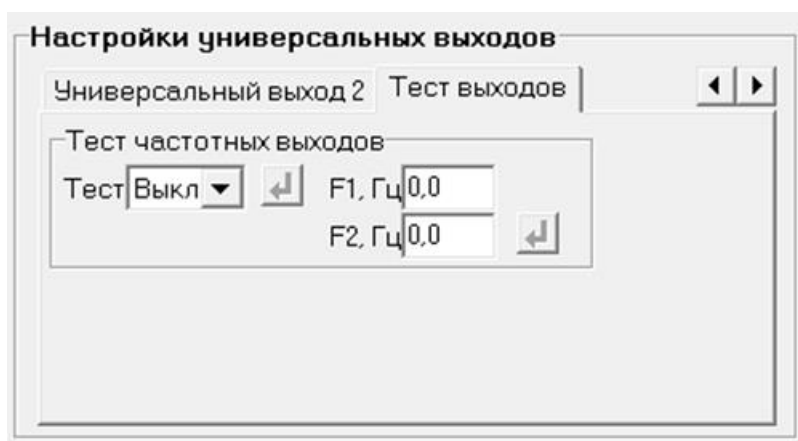 Настройки универсальных выходов
Универсальный выход 2 Тест выходов
Тест частотных выходов
Тест Выкл F1, Гц 0,0
F2, Гц 0,0